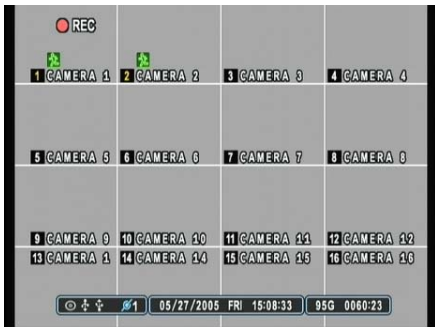 REC
1 CAMERA 1 2 CAMERA 2 3 CAMERA 3 4 CAMERA 4
5 CAMERA 5 6 CAMERA 6 7 CAMERA 7 8 CAMERA 8
9 CAMERA 9 10 CAMERA 10 11 CAMERA 11 12 CAMERA 12
13 CAMERA 1 14 CAMERA 14 15 CAMERA 15 16 CAMERA 16
1 05/27/2005 FRI 15:08:33 95G 0060:23